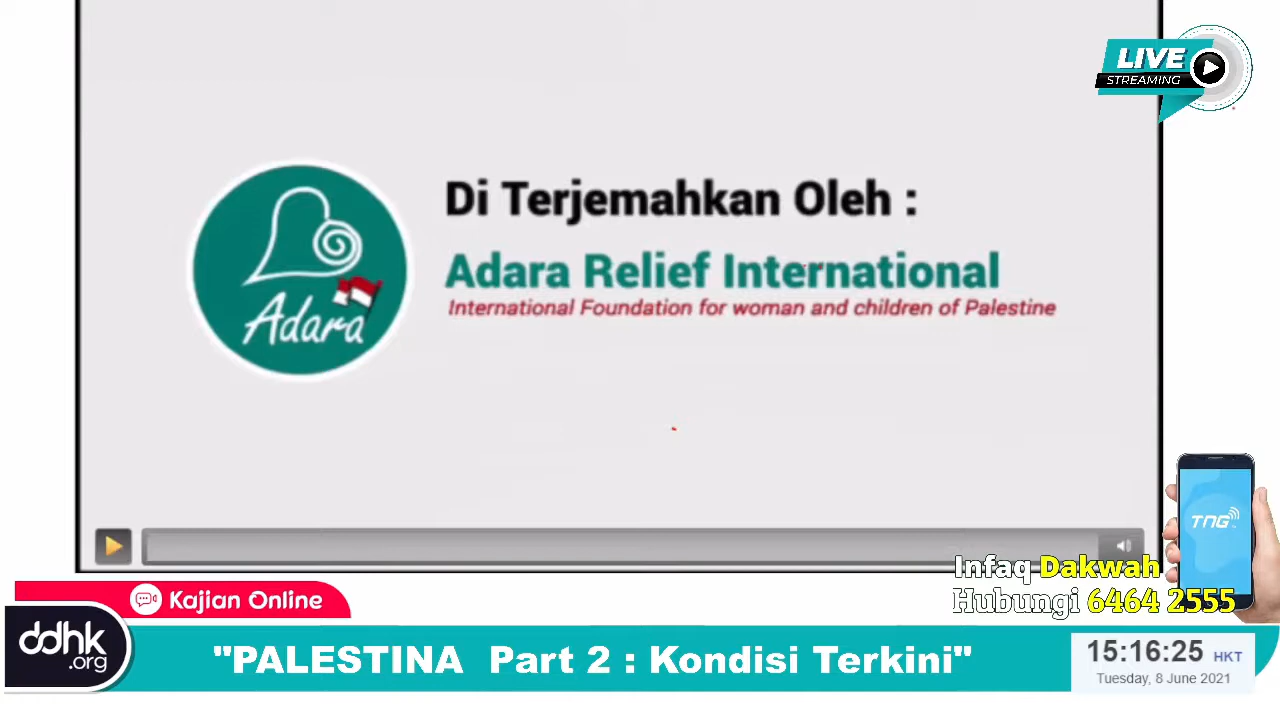 LIVE
STREAMING
Di Terjemahkan Oleh :
Adara Relief International
International Foundation for woman and children of Palestine
Adara
TNG
Infaq Dakwah
Hubungi 6464 2555
Kajian Online
ddhk
.org
"PALESTINA Part 2 : Kondisi Terkini"
15:16:25 HKT
Tuesday, 8 June 2021